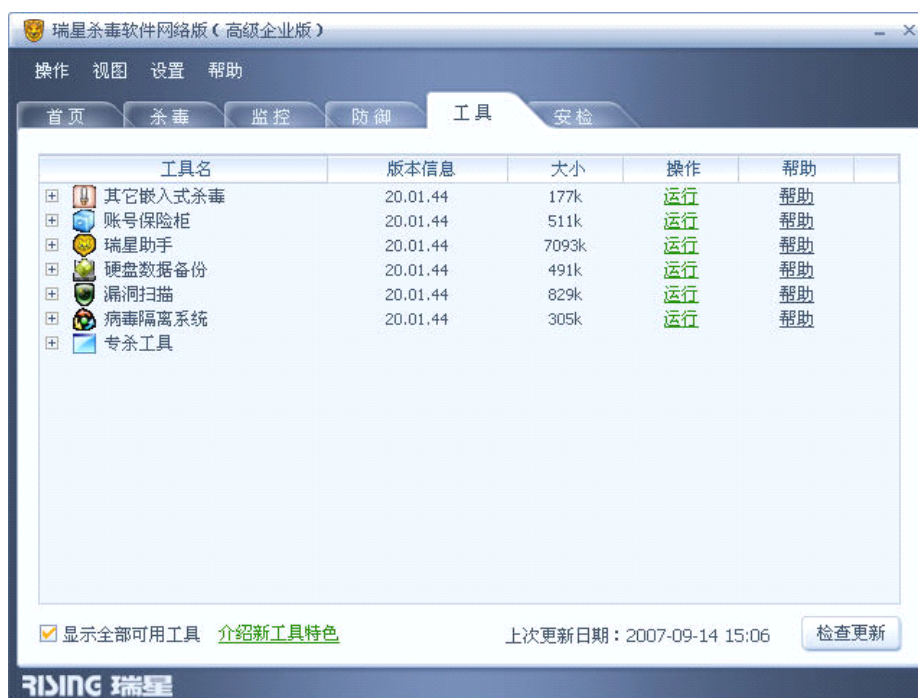 瑞星杀毒软件网络版(高级企业版)
操作 视图 设置 帮助
首页 杀毒 监控 防御 工具 安检
工具名 版本信息 大小 操作 帮助
其它嵌入式杀毒 20.01.44 177k 运行 帮助
账号保险柜 20.01.44 511k 运行 帮助
瑞星助手 20.01.44 7093k 运行 帮助
硬盘数据备份 20.01.44 491k 运行 帮助
漏洞扫描 20.01.44 829k 运行 帮助
病毒隔离系统 20.01.44 305k 运行 帮助
专杀工具
显示全部可用工具 介绍新工具特色 上次更新日期:2007-09-14 15:06 检查更新
RISING 瑞星